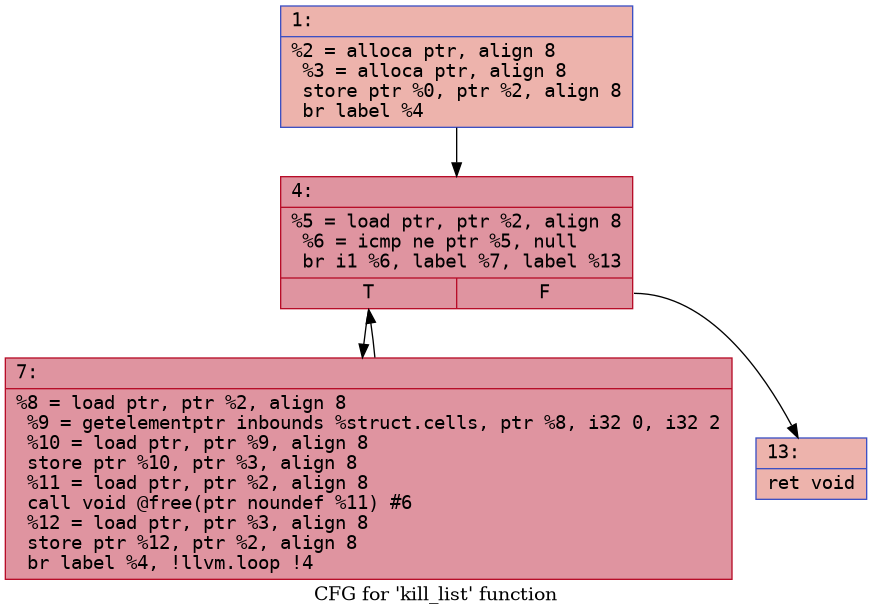 1:
%2 = alloca ptr, align 8
%3 = alloca ptr, align 8
store ptr %0, ptr %2, align 8
br label %4
4:
%5 = load ptr, ptr %2, align 8
%6 = icmp ne ptr %5, null
br i1 %6, label %7, label %13
T F
7:
%8 = load ptr, ptr %2, align 8
%9 = getelementptr inbounds %struct.cells, ptr %8, i32 0, i32 2
%10 = load ptr, ptr %9, align 8
store ptr %10, ptr %3, align 8
%11 = load ptr, ptr %2, align 8
call void @free(ptr noundef %11) #6
%12 = load ptr, ptr %3, align 8
store ptr %12, ptr %2, align 8
br label %4, !llvm.loop !4
13:
ret void
CFG for 'kill_list' function